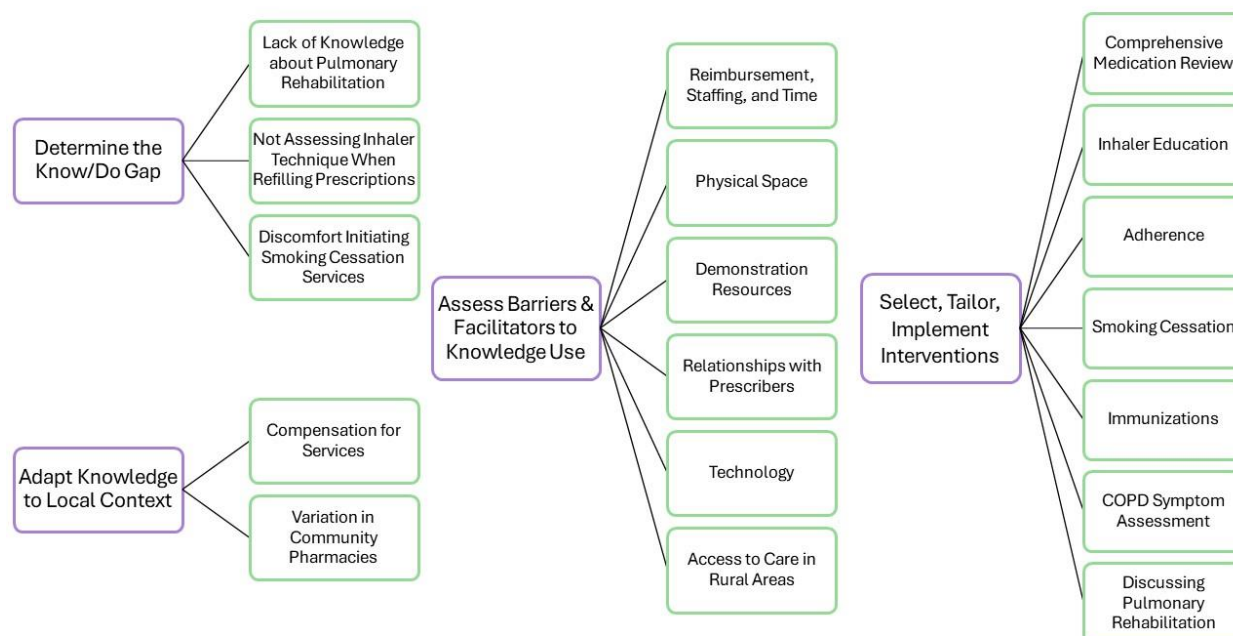 Determine the
Know/Do Gap
Lack of Knowledge
about Pulmonary
Rehabilitation
Not Assessing Inhaler
Technique When
Refilling Prescriptions
Discomfort Initiating
Smoking Cessation
Services
Adapt Knowledge
to Local Context
Compensation for
Services
Variation in
Community
Pharmacies
Assess Barriers &
Facilitators to
Knowledge Use
Reimbursement,
Staffing, and Time
Physical Space
Demonstration
Resources
Relationships with
Prescribers
Technology
Access to Care in
Rural Areas
Select, Tailor,
Implement
Interventions
Comprehensive
Medication Review
Inhaler Education
Adherence
Smoking Cessation
Immunizations
COPD Symptom
Assessment
Discussing
Pulmonary
Rehabilitation